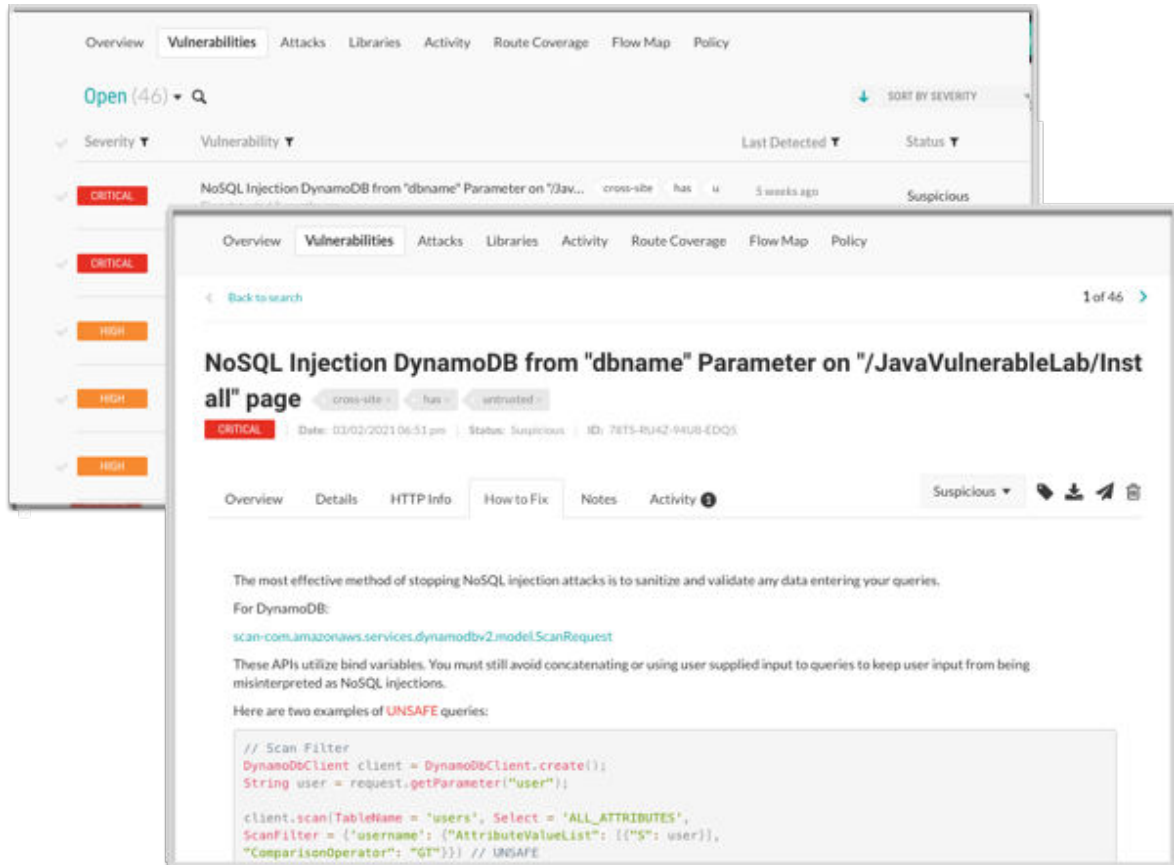 Overview Vulnerabilities Attacks Libraries Activity Route Coverage Flow Map Policy
Open (46)
SORT BY SEVERITY
Severity Vulnerability Last Detected Status
CRITICAL NoSQL Injection DynamoDB from "dbname" Parameter on "/Jav... cross-site has u 5 weeks ago Suspicious
CRITICAL
HIGH
HIGH
HIGH
Overview Vulnerabilities Attacks Libraries Activity Route Coverage Flow Map Policy
Back to search 1 of 46
NoSQL Injection DynamoDB from "dbname" Parameter on "/JavaVulnerableLab/Inst
all" page cross-site has untrusted
CRITICAL Date: 03/02/2021 06:51 pm Status: Suspicious ID:
Overview Details HTTP Info How to Fix Notes Activity Suspicious
The most effective method of stopping NoSQL injection attacks is to sanitize and validate any data entering your queries.
For DynamoDB:
scan-com.amazonaws.services.dynamodbv2.model.ScanRequest
These APIs utilize bind variables. You must still avoid concatenating or using user supplied input to queries to keep user input from being
misinterpreted as NoSQL injections.
Here are two examples of UNSAFE queries:
// Scan Filter
DynamoDbClient client = DynamoDbClient.create();
String user = request.getParameter("user");
client.scan(TableName = 'users', Select = 'ALL_ATTRIBUTES',
ScanFilter = {'username': {"AttributeValueList": [{"S": user}],
"ComparisonOperator": "GT"}}) // UNSAFE